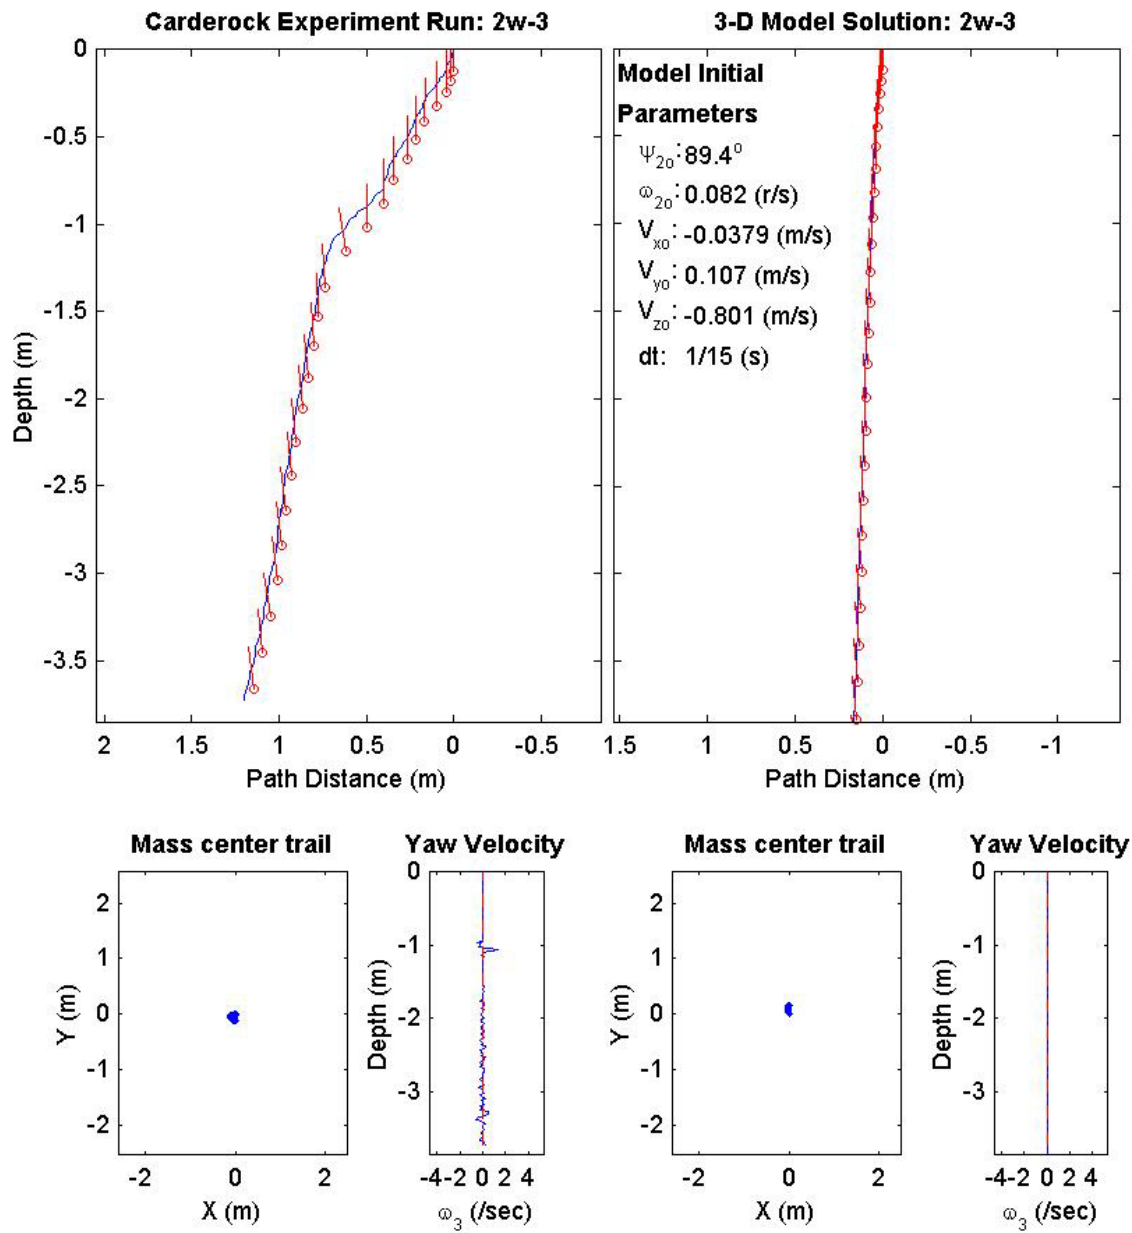 Carderock Experiment Run: 2w-3
3-D Model Solution: 2w-3
0
-0.5
-1
-1.5
-2
-2.5
-3
-3.5
Depth (m)
2
1.5
1
0.5
0
-0.5
Path Distance (m)
Model Initial
Parameters
Ψ2o: 89.4°
ω2o: 0.082 (r/s)
Vxo: -0.0379 (m/s)
Vyo: 0.107 (m/s)
Vzo: -0.801 (m/s)
dt: 1/15 (s)
1.5
1
0.5
0
-0.5
-1
Path Distance (m)
Mass center trail
2
1
0
-1
-2
Y (m)
-2
0
2
X (m)
Yaw Velocity
0
-1
-2
-3
Depth (m)
-4 -2 0 2 4
ω3 (/sec)
Mass center trail
2
1
0
-1
-2
Y (m)
-2
0
2
X (m)
Yaw Velocity
0
-1
-2
-3
Depth (m)
-4 -2 0 2 4
ω3 (/sec)